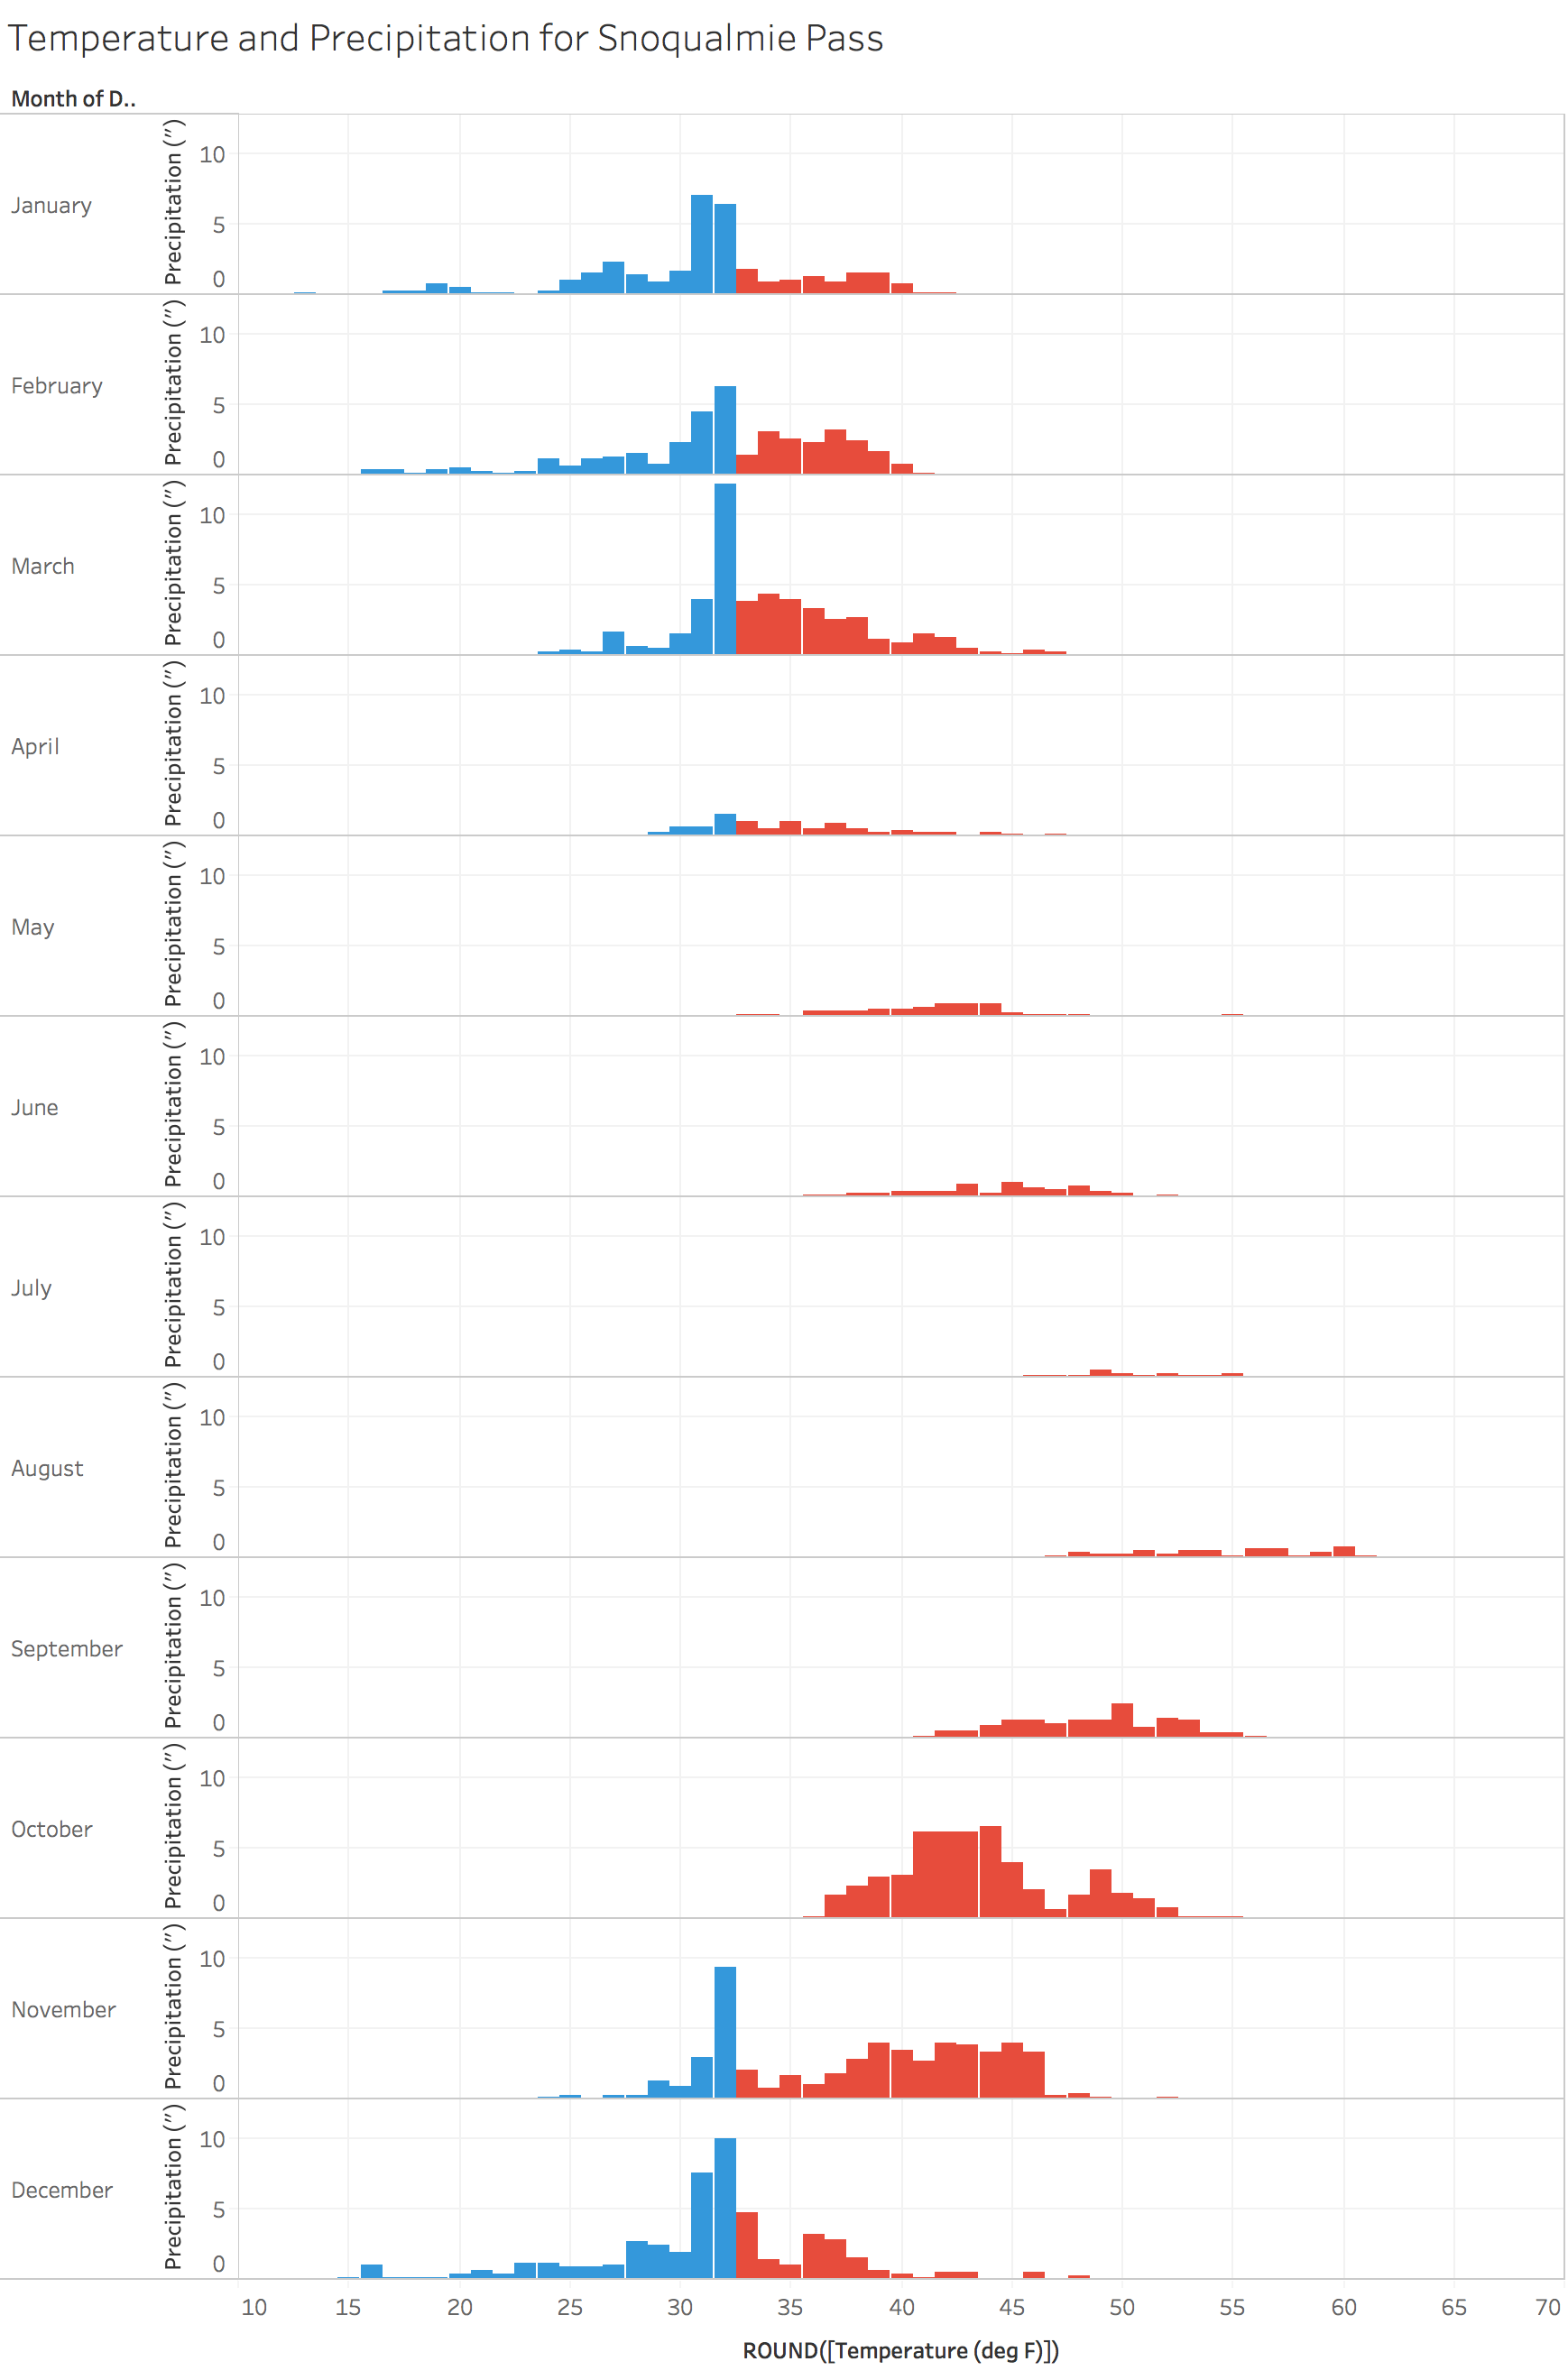 Temperature and Precipitation for Snoqualmie Pass
Month of D..
January
Precipitation (")
10
5
0
February
Precipitation (")
10
5
0
March
Precipitation (")
10
5
0
April
Precipitation (")
10
5
0
May
Precipitation (")
10
5
0
June
Precipitation (")
10
5
0
July
Precipitation (")
10
5
0
August
Precipitation (")
10
5
0
September
Precipitation (")
10
5
0
October
Precipitation (")
10
5
0
November
Precipitation (")
10
5
0
December
Precipitation (")
10
5
0
10 15 20 25 30 35 40 45 50 55 60 65 70
ROUND([Temperature (deg F)])